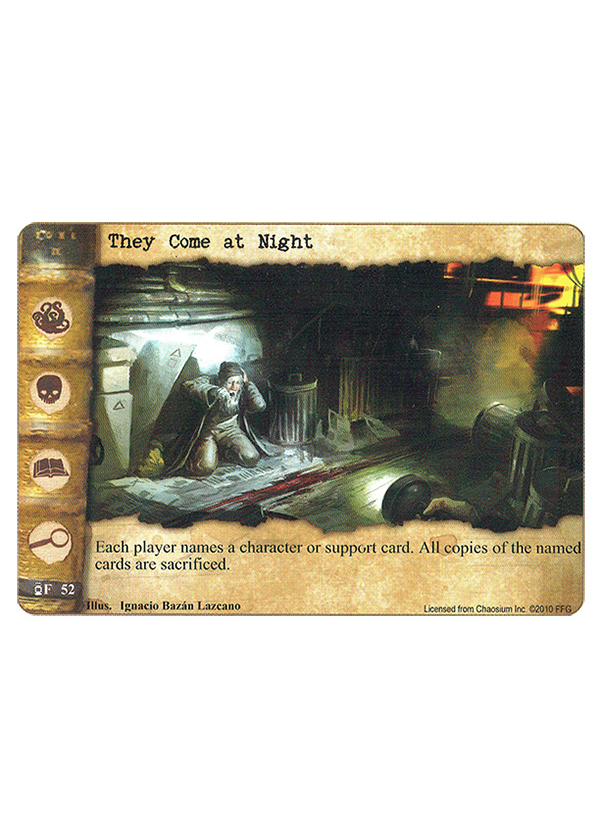 They Come at Night
Each player names a character or support card. All copies of the named
cards are sacrificed.
F 52
Illus. Ignacio Bazán Lazcano
Licensed from Chaosium Inc. ©2010 FFG